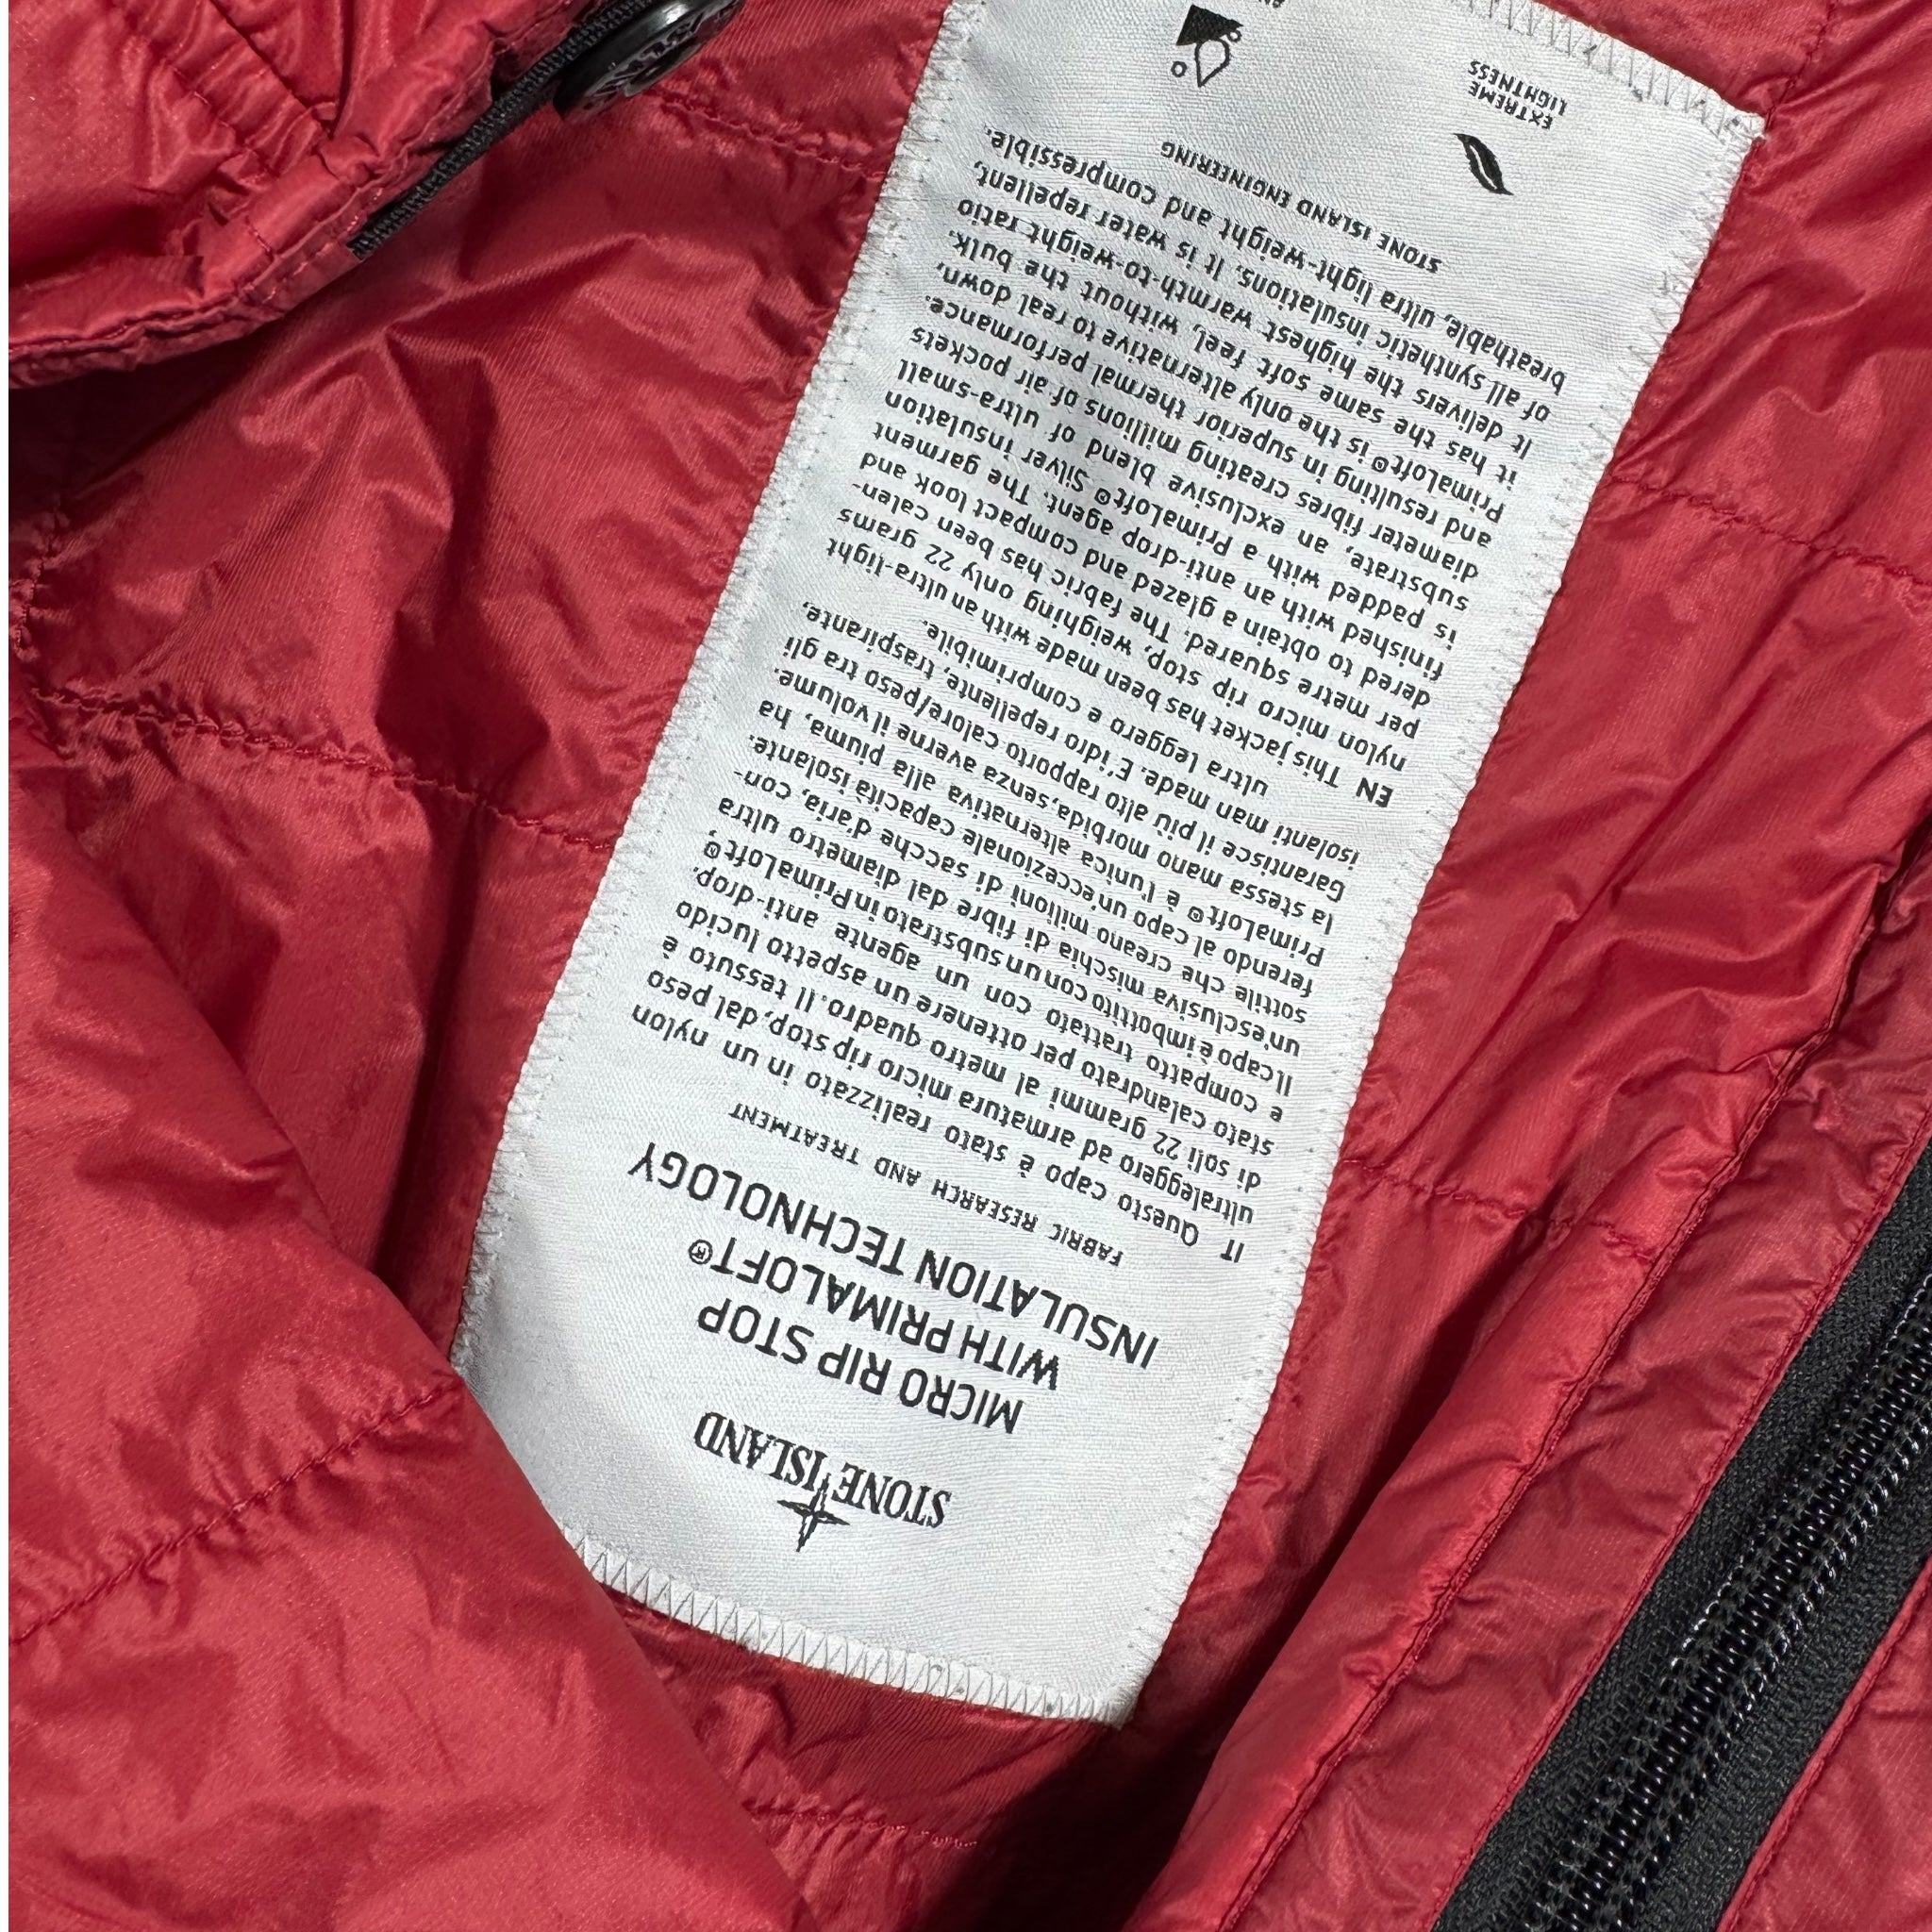 STONE ISLAND
MICRO RIP STOP
WITH PRIMALOFT®
INSULATION TECHNOLOGY
FABRIC RESEARCH AND TREATMENT
IT Questo capo è stato realizzato in un nylon
ultraleggero ad armatura micro rip stop, dal peso
di soli 22 grammi al metro quadro. Il tessuto è
stato calandrato per ottenere un aspetto lucido
e compatto trattato con un agente anti-drop.
Il capo è imbottito con un substrato in PrimaLoft®,
un'esclusiva mischia di fibre dal diametro ultra
sottile che creano milioni di sacche d'aria, con-
ferendo al capo un'eccezionale capacità isolante.
PrimaLoft® è l'unica alternativa alla piuma, ha
la stessa mano morbida, senza averne il volume.
Garantisce il più alto rapporto calore/peso tra gli
isolanti man made. E' idro repellente, traspirante,
ultra leggero e comprimibile.
EN This jacket has been made with an ultra-light
nylon micro rip stop, weighing only 22 grams
per metre squared. The fabric has been calen-
dered to obtain a glazed and compact look and
finished with an anti-drop agent. The garment
is padded with a PrimaLoft® Silver insulation
substrate, an exclusive blend of ultra-small
diameter fibres creating millions of air pockets
and resulting in superior thermal performance.
PrimaLoft® is the only alternative to real down,
it has the same soft feel, without the bulk.
It delivers the highest warmth-to-weight ratio
of all synthetic insulations. It is water repellent,
breathable, ultra light-weight and compressible.
STONE ISLAND ENGINEERING
EXTREME
LIGHTNESS